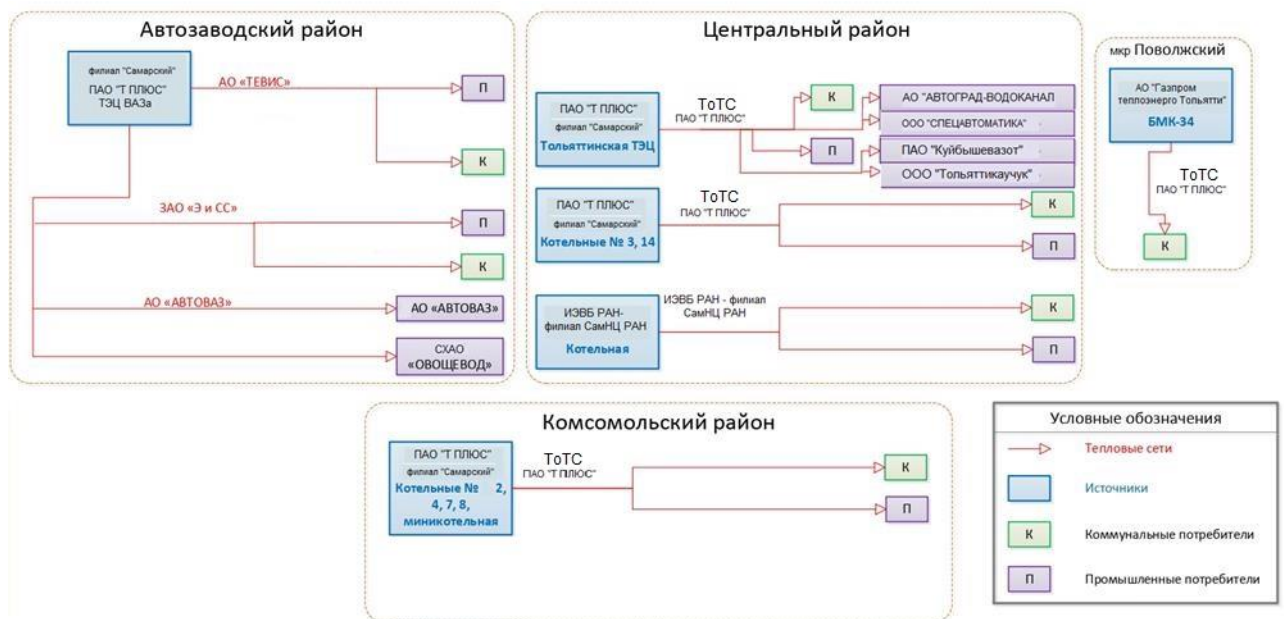 Автозаводский район
филиал "Самарский"
ПАО "Т ПЛЮС"
ТЭЦ ВАЗа
АО «ТЕВИС»
П
К
ЗАО «Э и СС»
П
К
АО «АВТОВАЗ»
АО «АВТОВАЗ»
СХАО
«ОВОЩЕВОД»
Центральный район
ПАО "Т ПЛЮС"
филиал "Самарский"
Тольяттинская ТЭЦ
ТоТС
ПАО "Т ПЛЮС"
К
П
АО "АВТОГРАД-ВОДОКАНАЛ
ООО "СПЕЦАВТОМАТИКА"
ПАО "Куйбышевазот"
ООО "Тольяттикаучук"
ПАО "Т ПЛЮС"
филиал "Самарский"
Котельные № 3, 14
ТоТС
ПАО "Т ПЛЮС"
К
П
ИЭВБ РАН-
филиал СамНЦ РАН
Котельная
ИЭВБ РАН - филиал
СамНЦ РАН
К
П
мкр Поволжский
АО "Газпром
теплоэнерго Тольятти"
БМК-34
ТоТС
ПАО "Т ПЛЮС"
К
Комсомольский район
ПАО "Т ПЛЮС"
филиал "Самарский"
Котельные № 2,
4, 7, 8,
миникотельная
ТоТС
ПАО "Т ПЛЮС"
К
П
Условные обозначения
Тепловые сети
Источники
К
Коммунальные потребители
П
Промышленные потребители